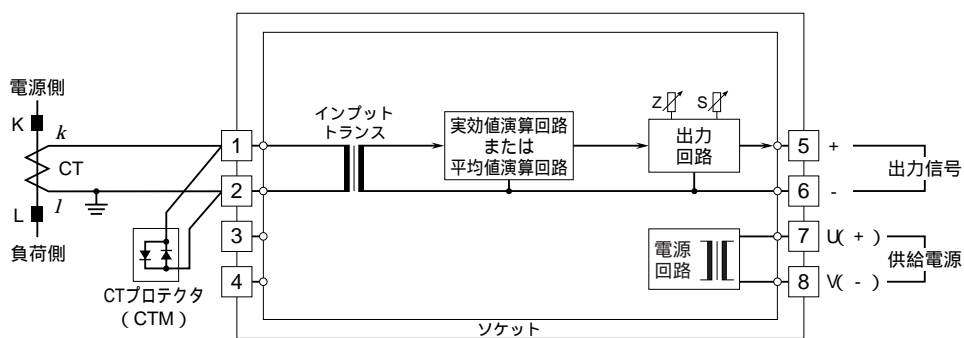 電源側
K
k
CT
L
l
負荷側
CTプロテクタ
(CTM)
1
2
3
4
インプット
トランス
実効値演算回路
または
平均値演算回路
Z
S
出力
回路
電源
回路
5
+
6
-
出力信号
7
U(+)
8
V(-)
供給電源
ソケット